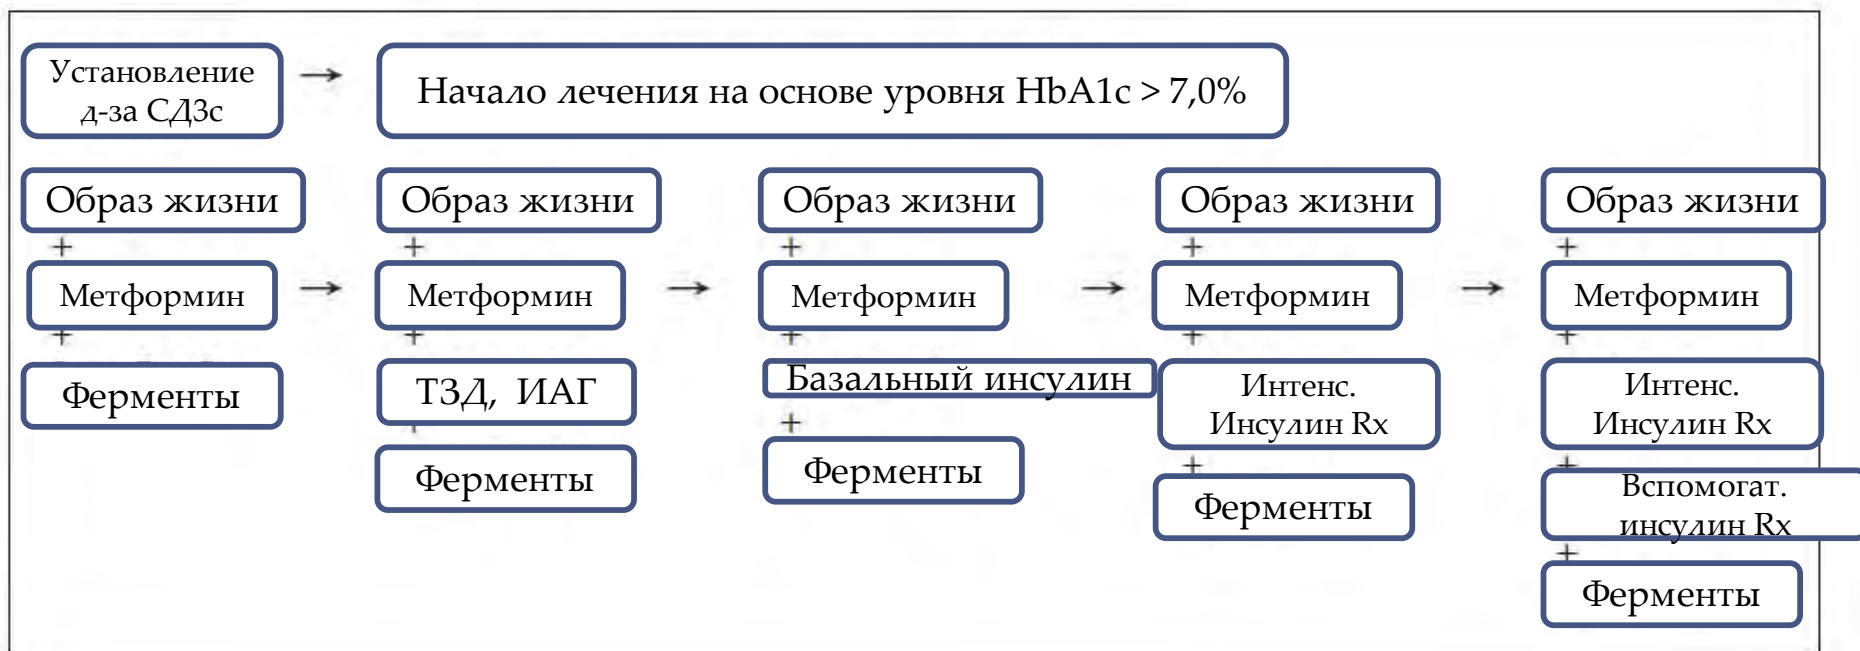 Установление
д-за СД3с
→
Начало лечения на основе уровня HbA1c > 7,0%
Образ жизни
+
Метформин
+
Ферменты
→
Образ жизни
+
Метформин
+
ТЗД, ИАГ
+
Ферменты
→
Образ жизни
+
Метформин
+
Базальный инсулин
+
Ферменты
→
Образ жизни
+
Метформин
+
Интенс.
Инсулин Rx
+
Ферменты
→
Образ жизни
+
Метформин
+
Интенс.
Инсулин Rx
+
Вспомогат.
инсулин Rx
+
Ферменты